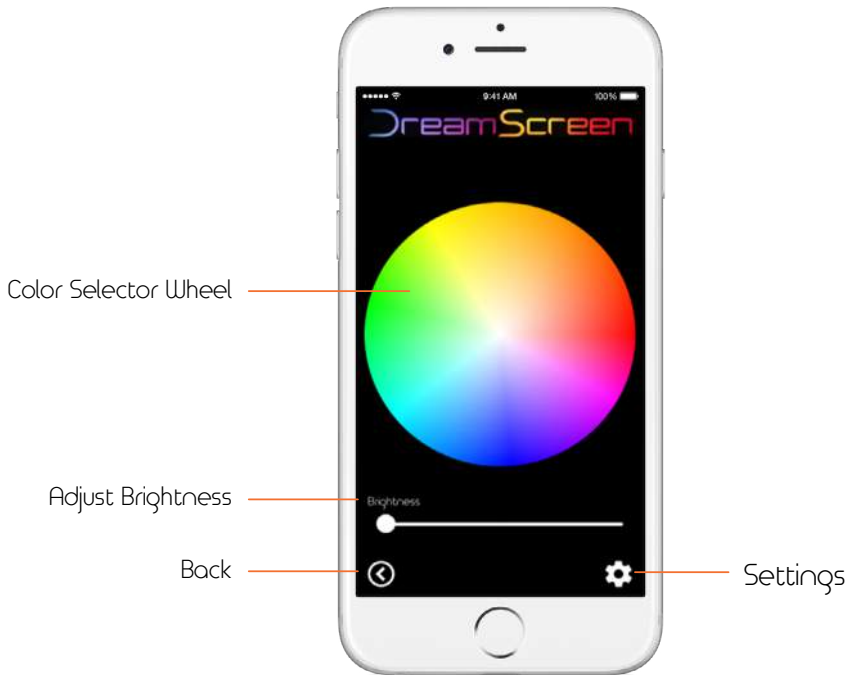 9:41 AM
100%
DreamScreen
Color Selector Wheel
Adjust Brightness
Brightness
Back
Settings